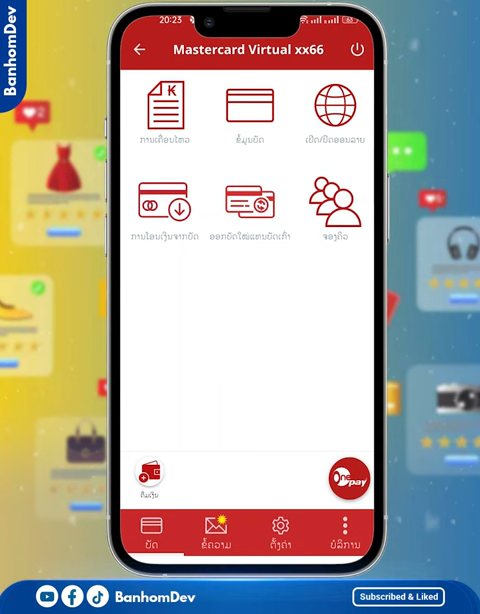 BanhomDev
20:23
Mastercard Virtual xx66
K
ການເຄື່ອນໄຫວ
ຂໍ້ມູນບັດ
ເປີດ/ປິດອອນລາຍ
ການໂອນເງິນຈາກບັດ
ອອກບັດໃໝ່ແທນບັດເກົ່າ
ຈອງຄິວ
ຕື່ມເງິນ
Onepay
ບັດ
ຂໍ້ຄວາມ
ຕັ້ງຄ່າ
ບໍລິການ
BanhomDev
Subscribed & Liked